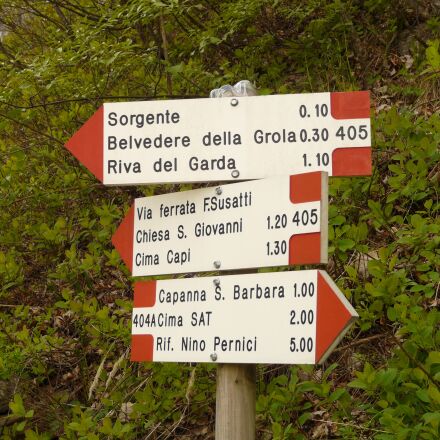 Sorgente 0.10
Belvedere della Grola 0.30 405
Riva del Garda 1.10
Via ferrata F.Susatti
Chiesa S. Giovanni 1.20 405
Cima Capi 1.30
Capanna S. Barbara 1.00
404A Cima SAT 2.00
Rif. Nino Pernici 5.00